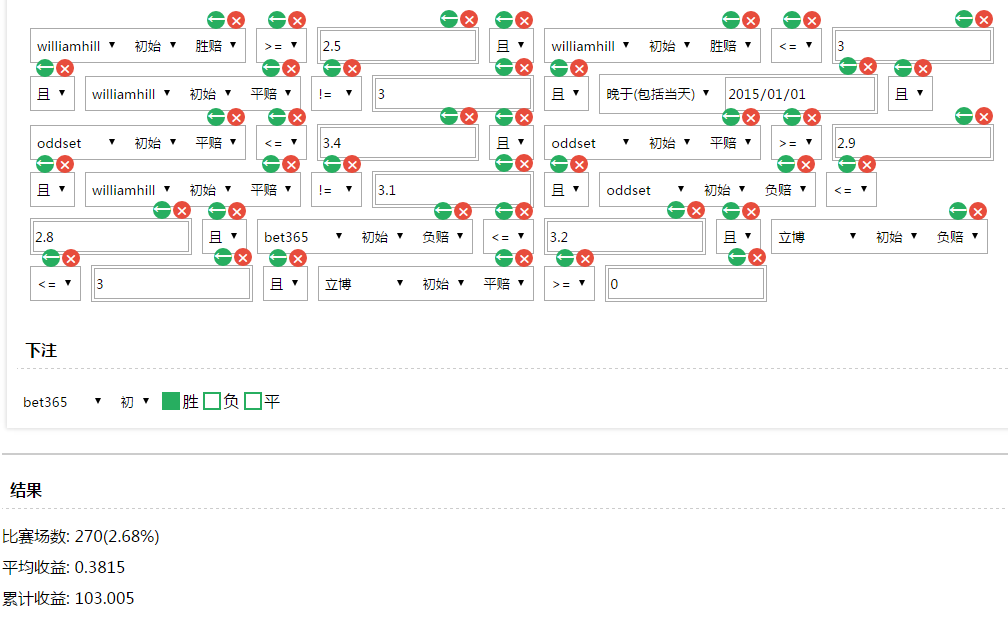 williamhill 初始 胜赔 >= 2.5 且 williamhill 初始 胜赔 <= 3
且 williamhill 初始 平赔 != 3 且 晚于(包括当天) 2015/01/01 且
oddset 初始 平赔 <= 3.4 且 oddset 初始 平赔 >= 2.9
且 williamhill 初始 平赔 != 3.1 且 oddset 初始 负赔 <=
2.8 且 bet365 初始 负赔 <= 3.2 且 立博 初始 负赔
<= 3 且 立博 初始 平赔 >= 0
下注
bet365 初 胜 负 平
结果
比赛场数: 270(2.68%)
平均收益: 0.3815
累计收益: 103.005